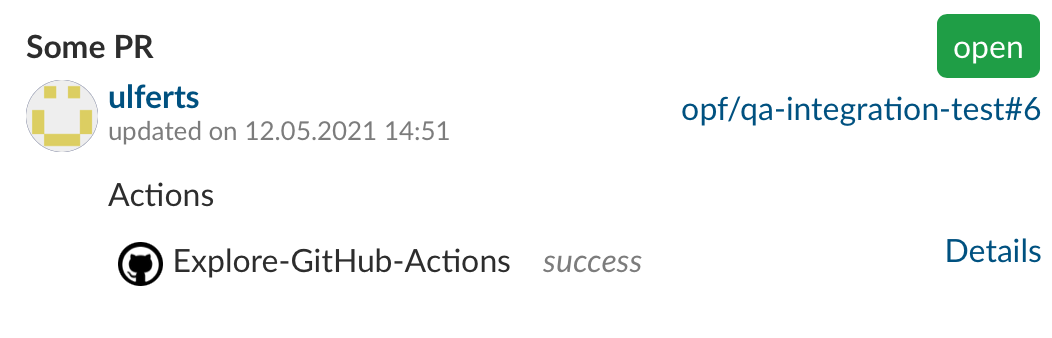 Some PR
open
ulferts
opf/qa-integration-test#6
updated on 12.05.2021 14:51
Actions
Explore-GitHub-Actions success
Details